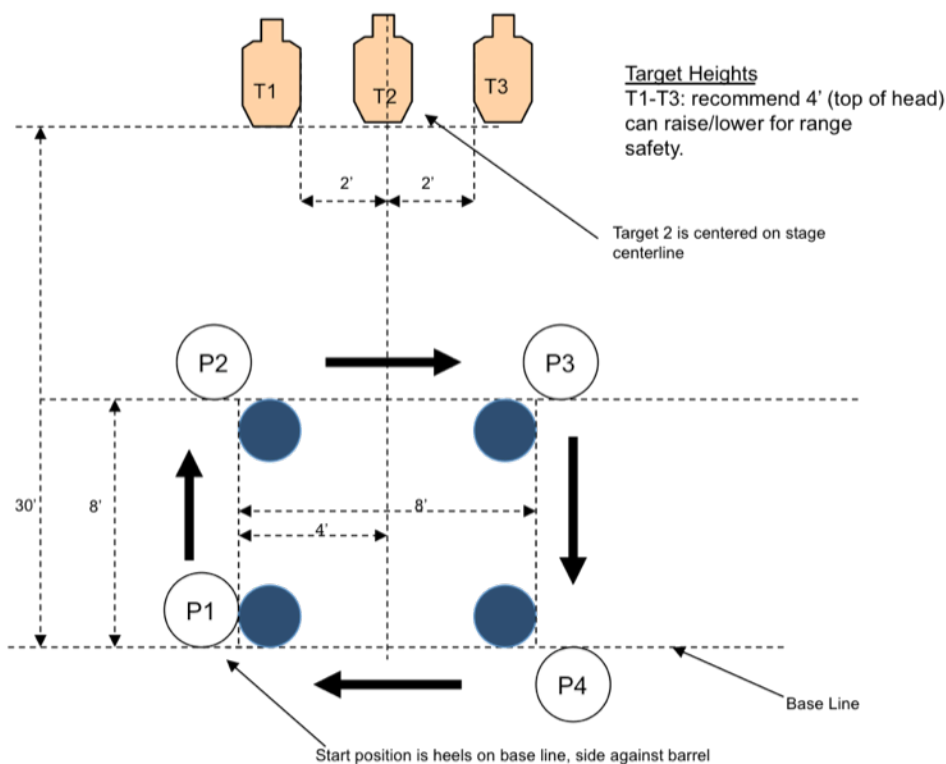 T1
T2
T3
Target Heights
T1-T3: recommend 4' (top of head)
can raise/lower for range
safety.
2'
2'
Target 2 is centered on stage
centerline
P2
P3
30'
8'
8'
4'
P1
P4
Base Line
Start position is heels on base line, side against barrel